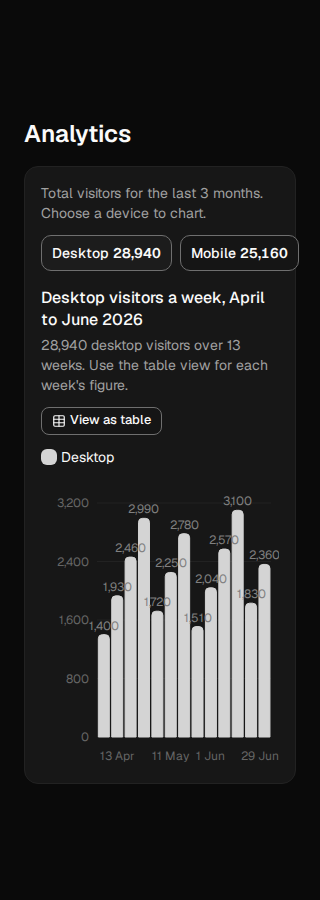 Analytics
Total visitors for the last 3 months.
Choose a device to chart.
Desktop 28,940
Mobile 25,160
Desktop visitors a week, April
to June 2026
28,940 desktop visitors over 13
weeks. Use the table view for each
week's figure.
View as table
Desktop
3,200
2,400
1,600
800
0
1,400
1,930
2,460
2,990
1,720
2,250
2,780
1,510
2,040
2,570
3,100
1,830
2,360
13 Apr
11 May
1 Jun
29 Jun